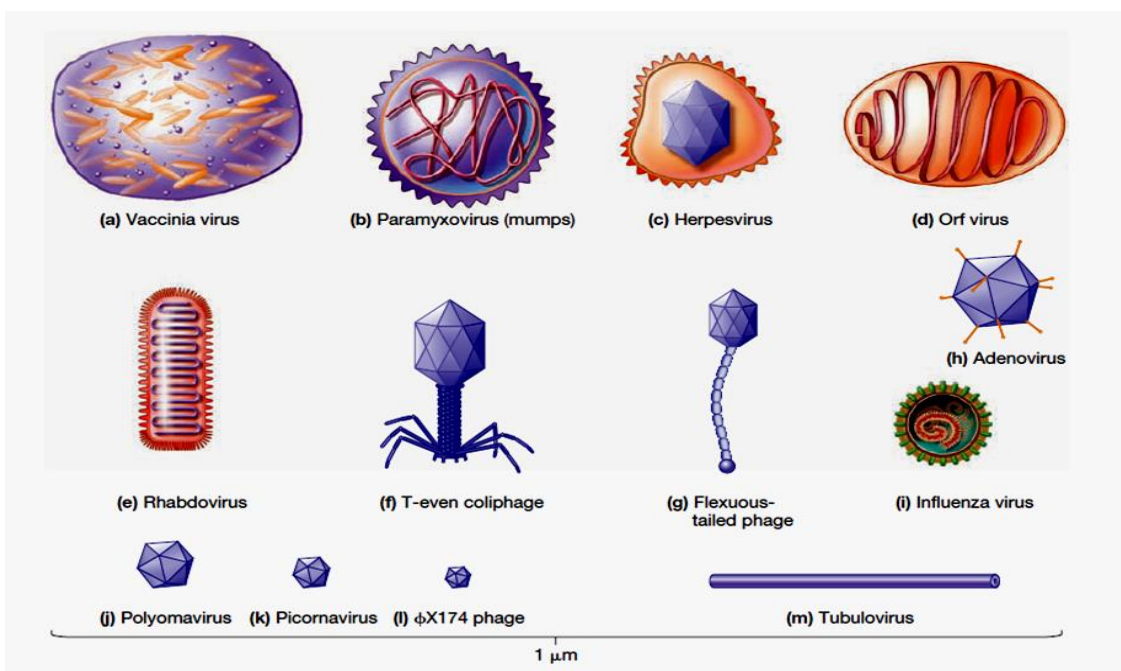 (a) Vaccinia virus
(b) Paramyxovirus (mumps)
(c) Herpesvirus
(d) Orf virus
(h) Adenovirus
(e) Rhabdovirus
(f) T-even coliphage
(g) Flexuous-
tailed phage
(i) Influenza virus
(j) Polyomavirus
(k) Picornavirus
(l) ϕX174 phage
(m) Tubulovirus
1 μm